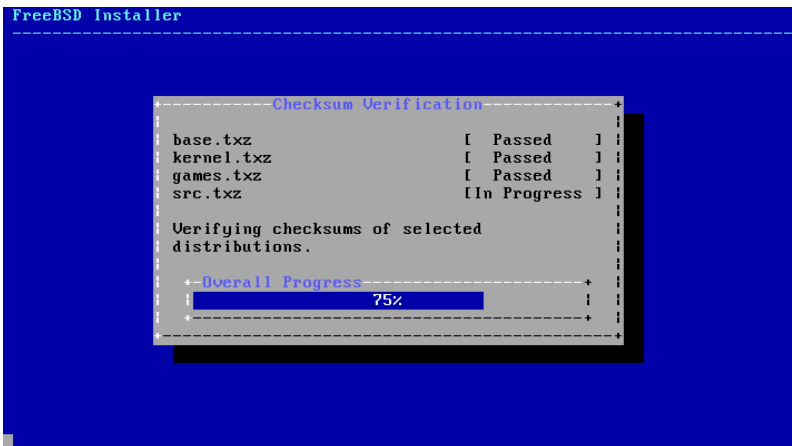 FreeBSD Installer
Checksum Verification
base.txz [ Passed ]
kernel.txz [ Passed ]
games.txz [ Passed ]
src.txz [In Progress ]
Verifying checksums of selected
distributions.
Overall Progress
75%